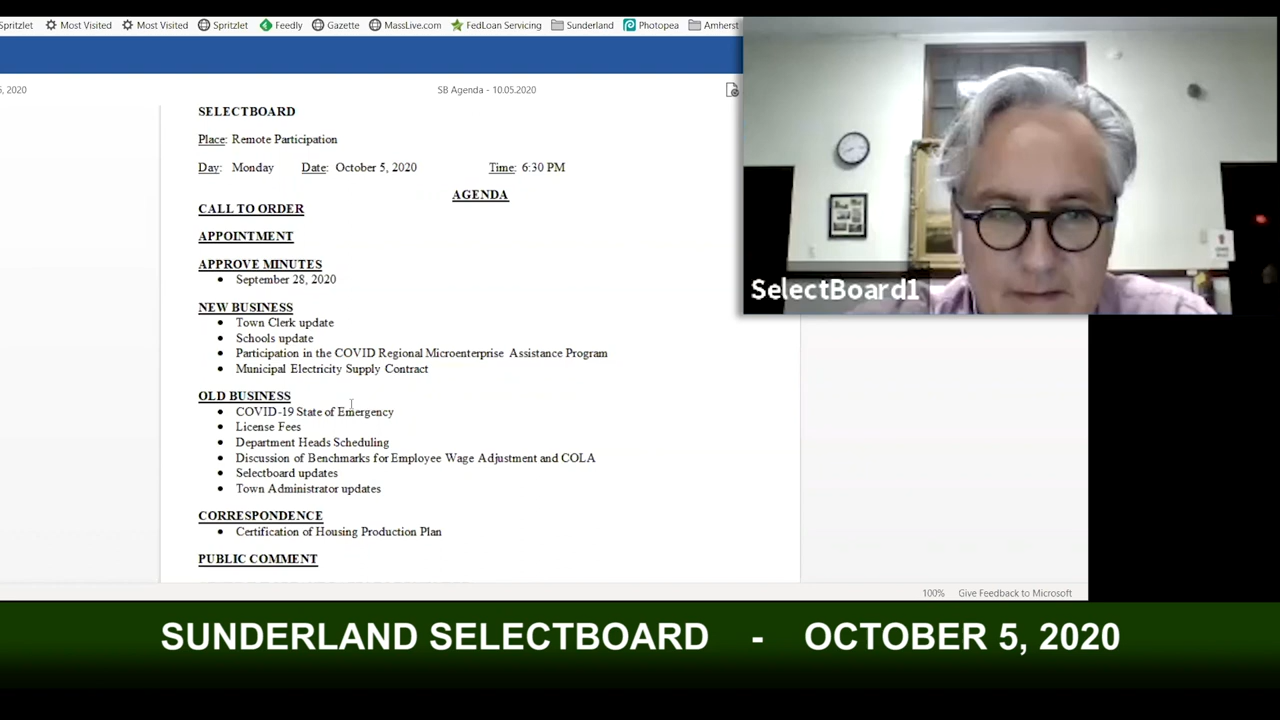 Spritzlet Most Visited Most Visited Spritzlet Feedly Gazette MassLive.com FedLoan Servicing Sunderland Photopea Amherst
5, 2020 SB Agenda - 10.05.2020
SELECTBOARD
Place: Remote Participation
Day: Monday Date: October 5, 2020 Time: 6:30 PM
AGENDA
CALL TO ORDER
APPOINTMENT
APPROVE MINUTES
• September 28, 2020
NEW BUSINESS
• Town Clerk update
• Schools update
• Participation in the COVID Regional Microenterprise Assistance Program
• Municipal Electricity Supply Contract
OLD BUSINESS
• COVID-19 State of Emergency
• License Fees
• Department Heads Scheduling
• Discussion of Benchmarks for Employee Wage Adjustment and COLA
• Selectboard updates
• Town Administrator updates
CORRESPONDENCE
• Certification of Housing Production Plan
PUBLIC COMMENT
SelectBoard1
100% Give Feedback to Microsoft
SUNDERLAND SELECTBOARD - OCTOBER 5, 2020